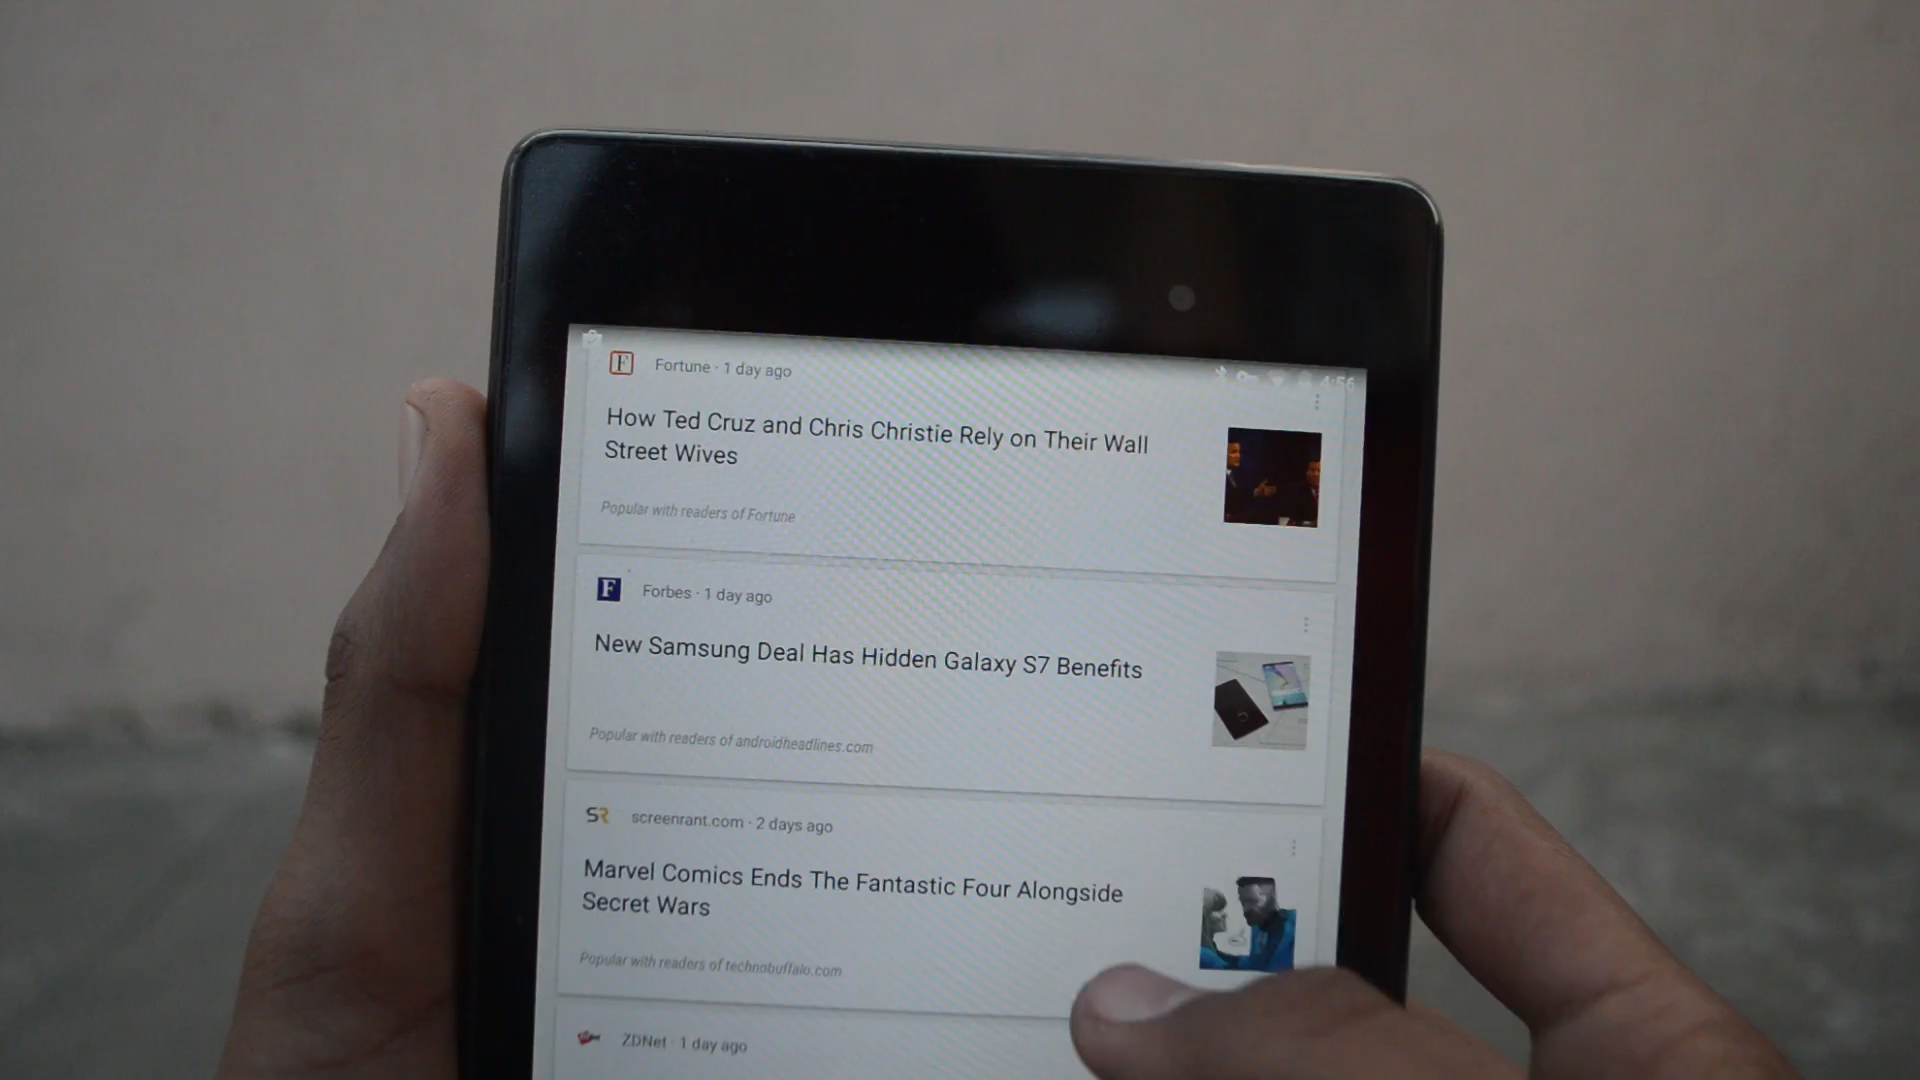 4:56
F Fortune · 1 day ago
How Ted Cruz and Chris Christie Rely on Their Wall
Street Wives
Popular with readers of Fortune
F Forbes · 1 day ago
New Samsung Deal Has Hidden Galaxy S7 Benefits
Popular with readers of androidheadlines.com
SR screenrant.com · 2 days ago
Marvel Comics Ends The Fantastic Four Alongside
Secret Wars
Popular with readers of technobuffalo.com
ZDNet · 1 day ago